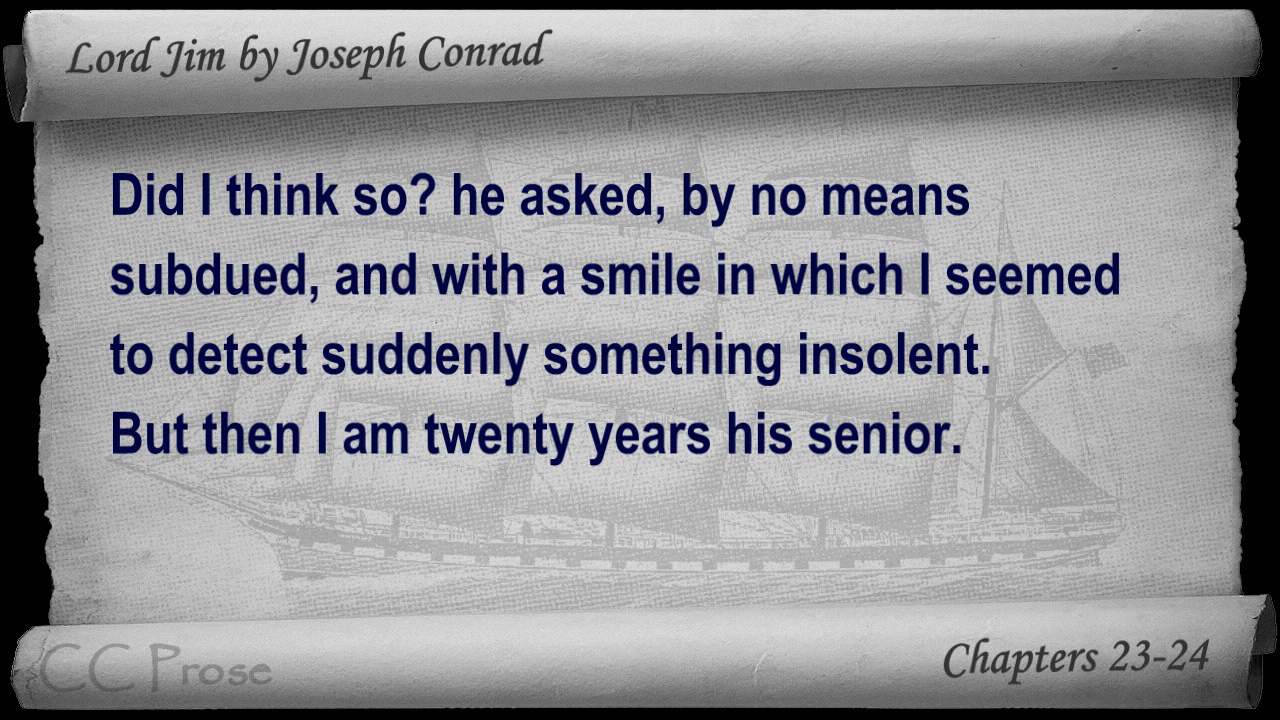 Lord Jim by Joseph Conrad
Did I think so? he asked, by no means
subdued, and with a smile in which I seemed
to detect suddenly something insolent.
But then I am twenty years his senior.
CC Prose
Chapters 23-24